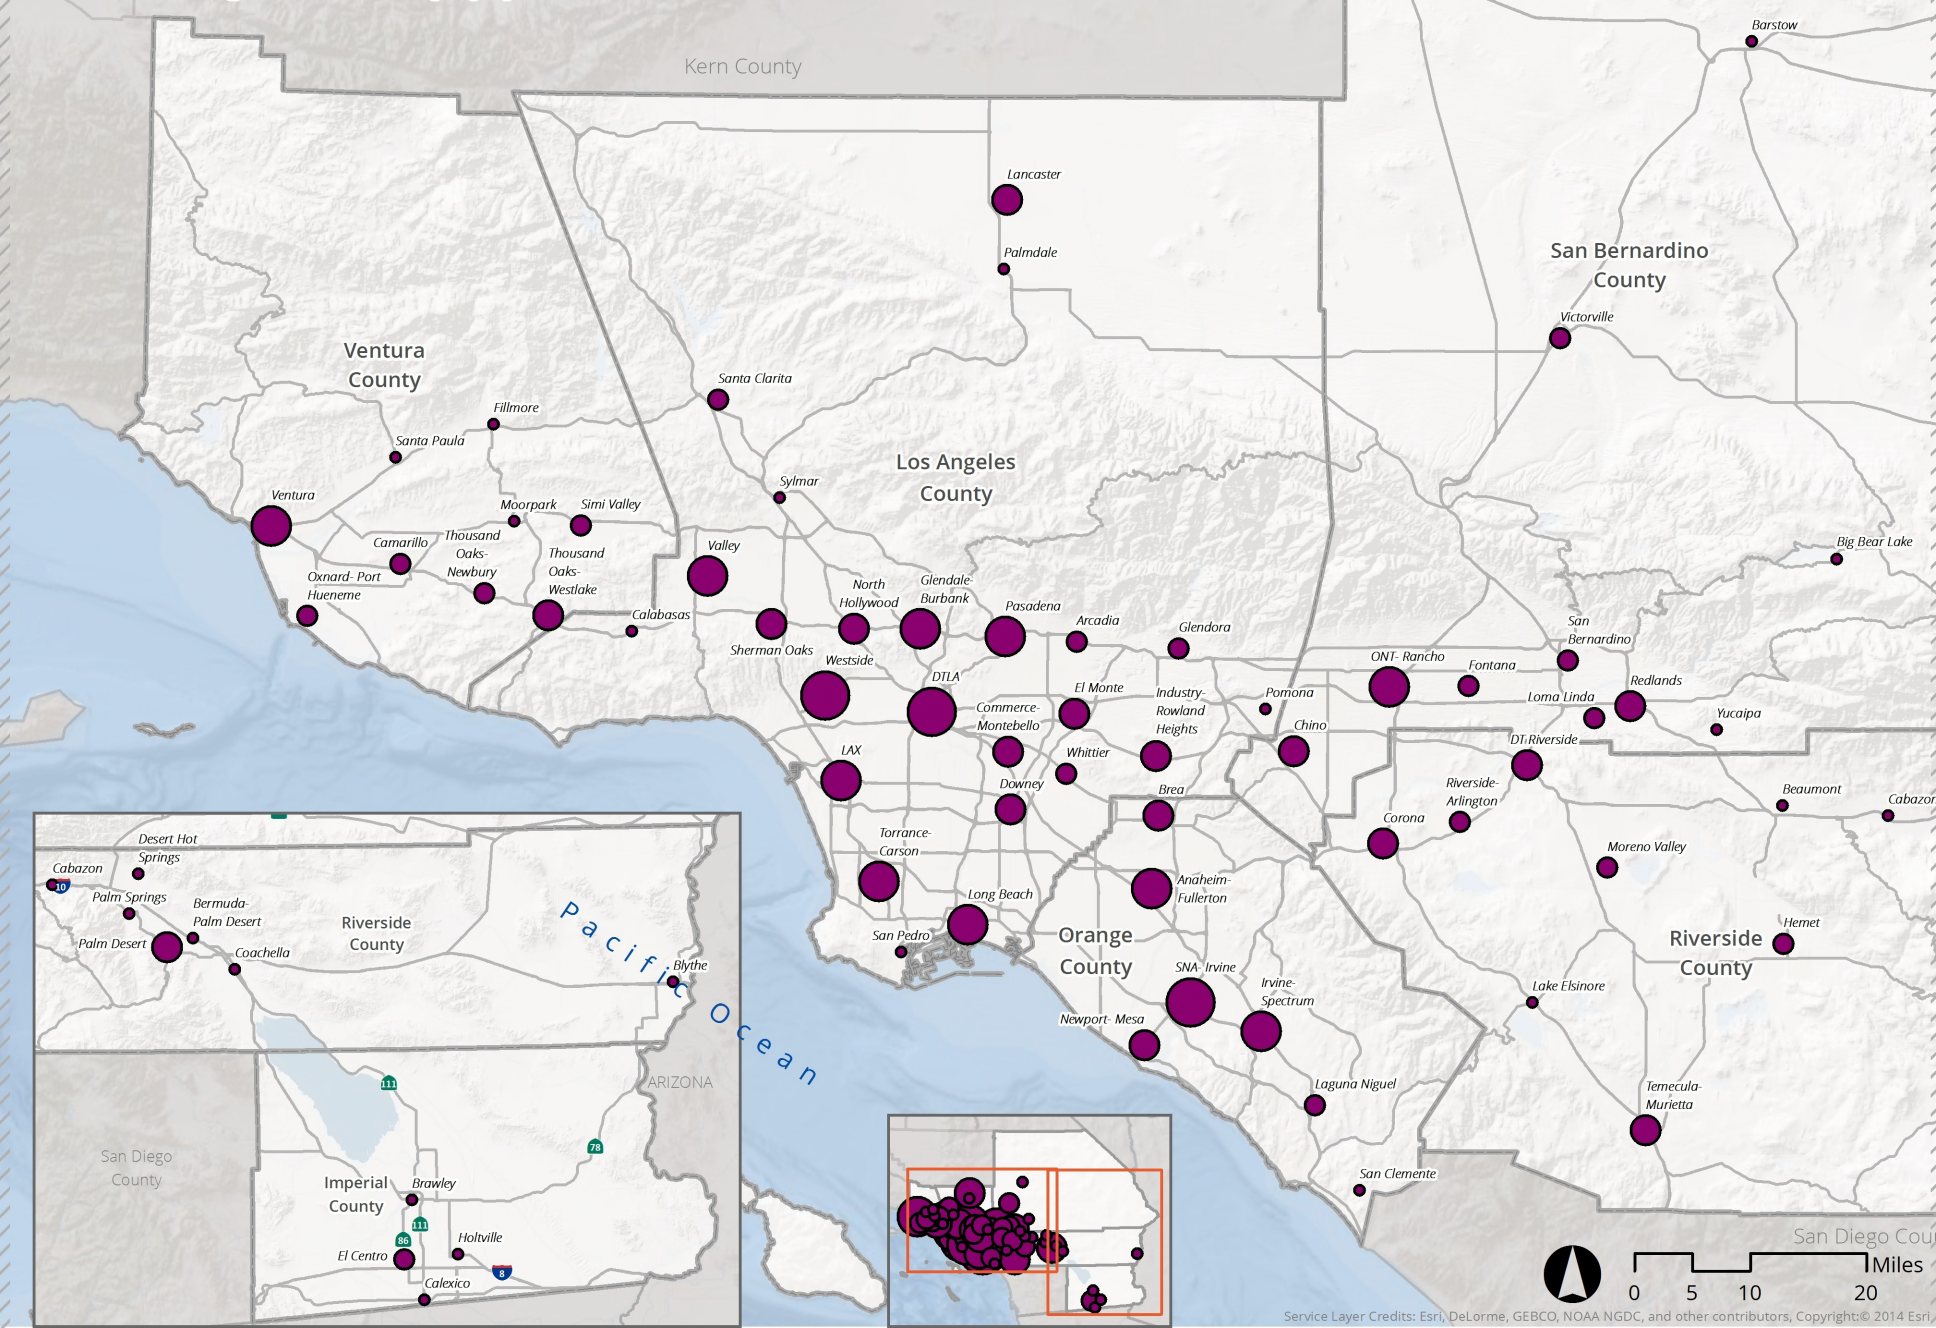 Barstow
Kern County
Lancaster
Palmdale
San Bernardino
County
Victorville
Ventura
County
Santa Clarita
Fillmore
Santa Paula
Los Angeles
County
Sylmar
Ventura
Moorpark
Simi Valley
Camarillo
Thousand
Oaks-
Newbury
Thousand
Oaks-
Westlake
Valley
Big Bear Lake
Oxnard- Port
Hueneme
Calabasas
North
Hollywood
Glendale-
Burbank
Pasadena
Arcadia
Glendora
San
Bernardino
Sherman Oaks
Westside
DTLA
El Monte
Industry-
Rowland
Heights
Pomona
ONT- Rancho
Fontana
Loma Linda
Redlands
Yucaipa
Commerce-
Montebello
Chino
DT Riverside
LAX
Whittier
Downey
Brea
Riverside-
Arlington
Beaumont
Cabazon
Corona
Torrance-
Carson
Moreno Valley
Long Beach
Anaheim-
Fullerton
San Pedro
Orange
County
Hemet
Riverside
County
SNA- Irvine
Irvine-
Spectrum
Newport- Mesa
Lake Elsinore
Laguna Niguel
Temecula-
Murietta
San Clemente
Pacific Ocean
Desert Hot
Springs
Cabazon
10
Palm Springs
Bermuda-
Palm Desert
Palm Desert
Riverside
County
Coachella
Blythe
ARIZONA
111
78
San Diego
County
Imperial
County
Brawley
111
86
El Centro
Holtville
8
Calexico
San Diego Cou
Miles
0 5 10 20
Service Layer Credits: Esri, DeLorme, GEBCO, NOAA NGDC, and other contributors, Copyright:© 2014 Esri,